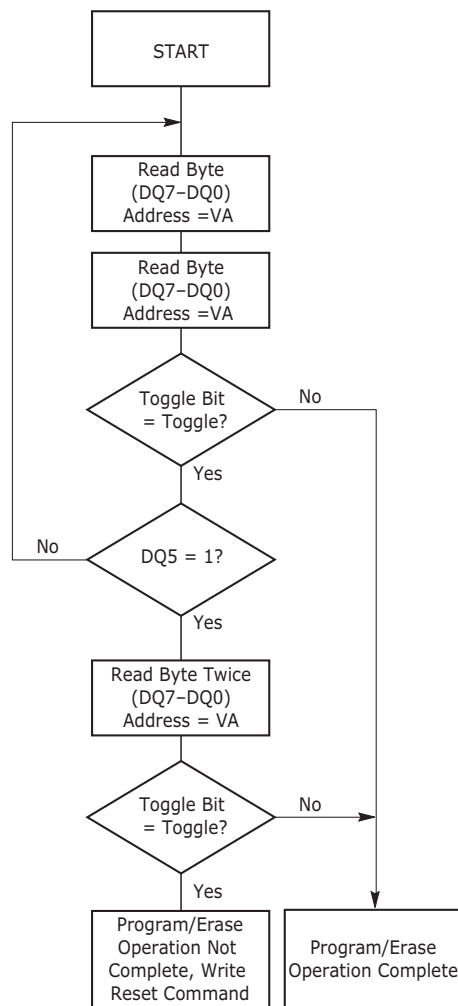 START
Read Byte
(DQ7–DQ0)
Address =VA
Read Byte
(DQ7–DQ0)
Address =VA
Toggle Bit
= Toggle?
No
Yes
No
DQ5 = 1?
Yes
Read Byte Twice
(DQ7–DQ0)
Address = VA
Toggle Bit
= Toggle?
No
Yes
Program/Erase
Operation Not
Complete, Write
Reset Command
Program/Erase
Operation Complete